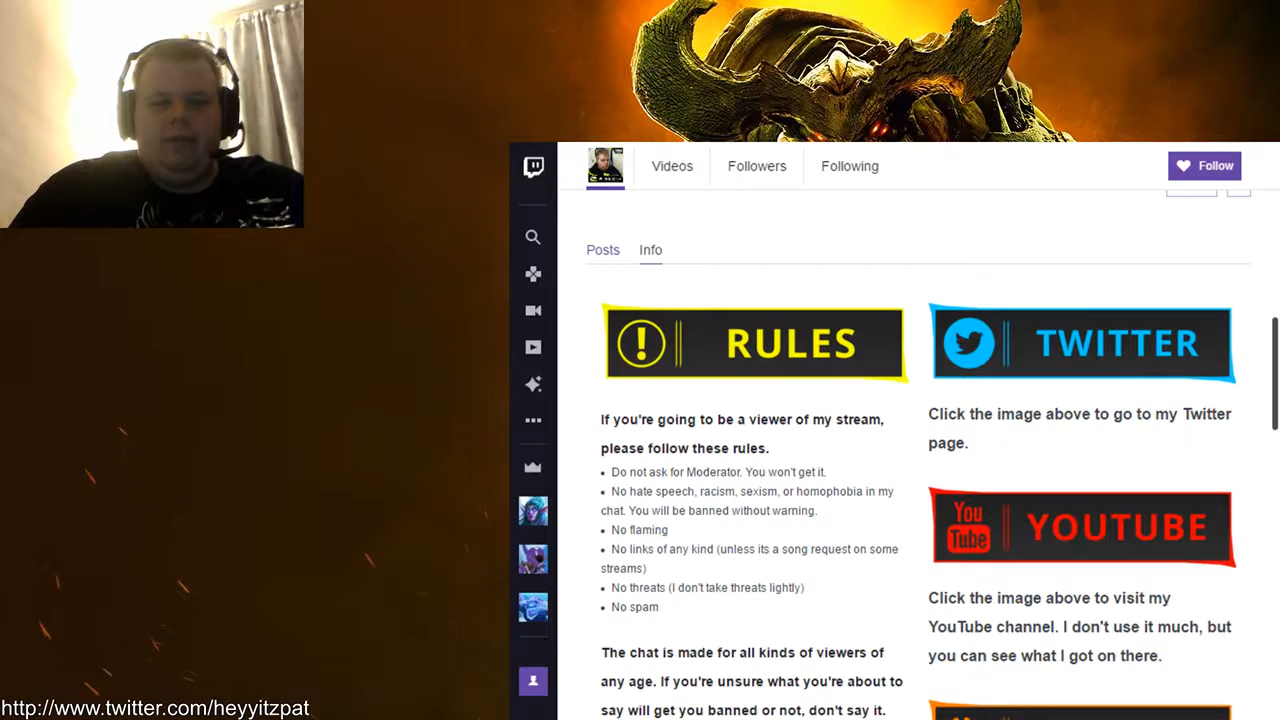 Videos
Followers
Following
Follow
Posts
Info
RULES
If you're going to be a viewer of my stream,
please follow these rules.
• Do not ask for Moderator. You won't get it.
• No hate speech, racism, sexism, or homophobia in my
chat. You will be banned without warning.
• No flaming
• No links of any kind (unless its a song request on some
streams)
• No threats (I don't take threats lightly)
• No spam
The chat is made for all kinds of viewers of
any age. If you're unsure what you're about to
say will get you banned or not, don't say it.
TWITTER
Click the image above to go to my Twitter
page.
You
Tube
YOUTUBE
Click the image above to visit my
YouTube channel. I don't use it much, but
you can see what I got on there.
http://www.twitter.com/heyyitzpat